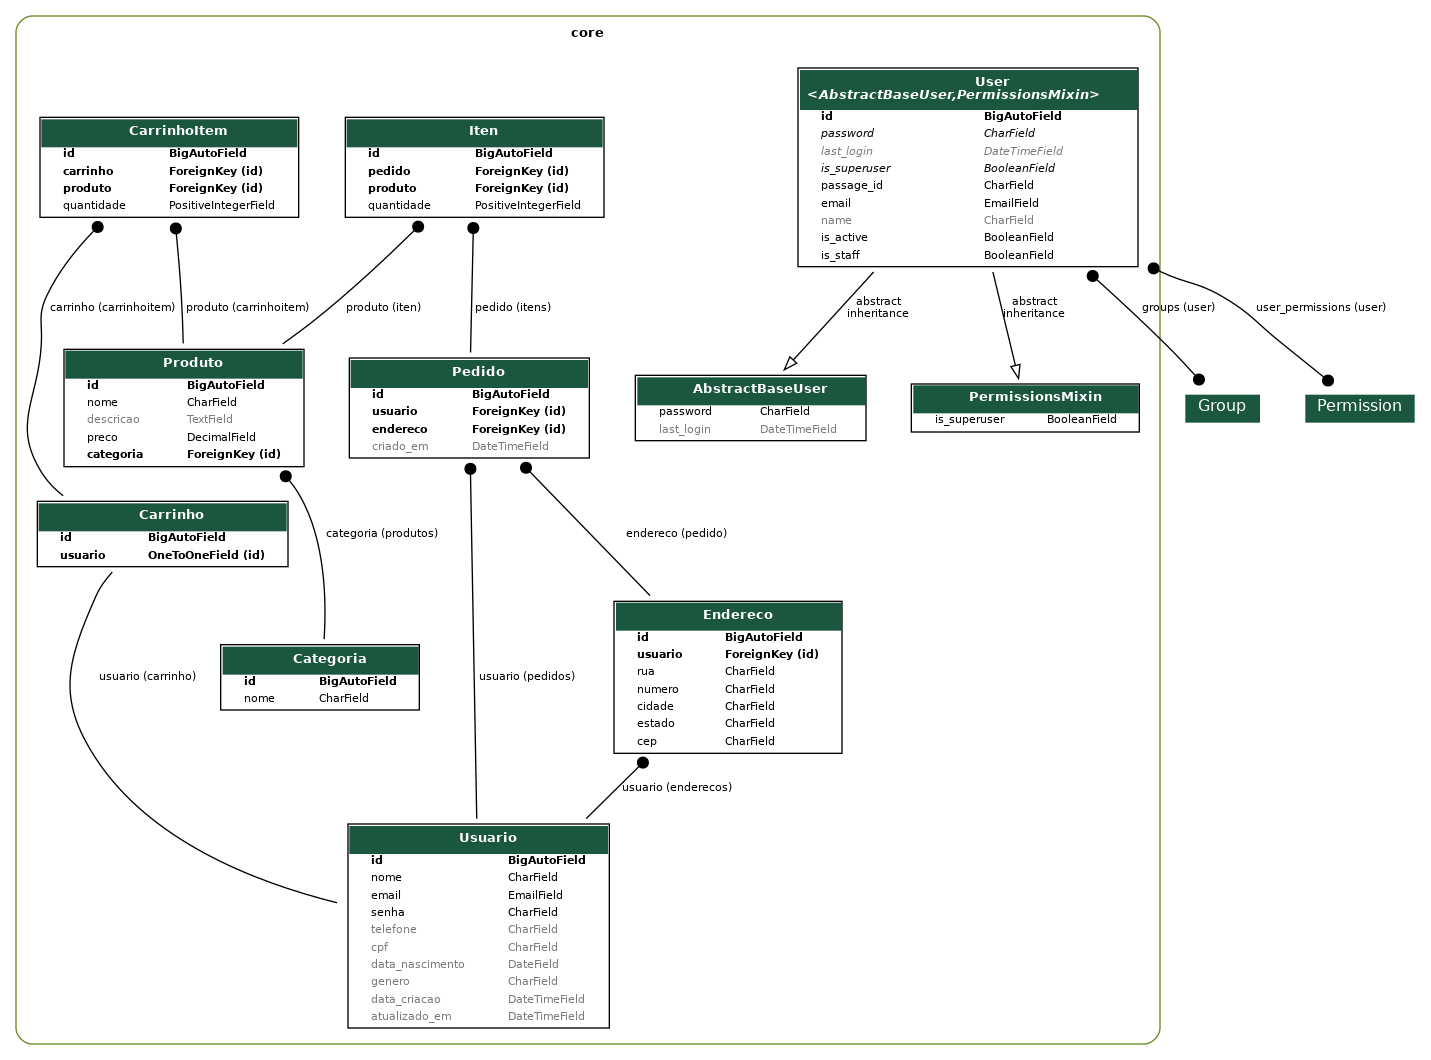 core
User
<AbstractBaseUser,PermissionsMixin>
id BigAutoField
password CharField
last_login DateTimeField
is_superuser BooleanField
passage_id CharField
email EmailField
name CharField
is_active BooleanField
is_staff BooleanField
CarrinhoItem
id BigAutoField
carrinho ForeignKey (id)
produto ForeignKey (id)
quantidade PositiveIntegerField
Iten
id BigAutoField
pedido ForeignKey (id)
produto ForeignKey (id)
quantidade PositiveIntegerField
carrinho (carrinhoitem)
produto (carrinhoitem)
produto (iten)
pedido (itens)
abstract
inheritance
abstract
inheritance
groups (user)
user_permissions (user)
Produto
id BigAutoField
nome CharField
descricao TextField
preco DecimalField
categoria ForeignKey (id)
Pedido
id BigAutoField
usuario ForeignKey (id)
endereco ForeignKey (id)
criado_em DateTimeField
AbstractBaseUser
password CharField
last_login DateTimeField
PermissionsMixin
is_superuser BooleanField
Group
Permission
Carrinho
id BigAutoField
usuario OneToOneField (id)
categoria (produtos)
endereco (pedido)
Endereco
id BigAutoField
usuario ForeignKey (id)
rua CharField
numero CharField
cidade CharField
estado CharField
cep CharField
Categoria
id BigAutoField
nome CharField
usuario (carrinho)
usuario (pedidos)
usuario (enderecos)
Usuario
id BigAutoField
nome CharField
email EmailField
senha CharField
telefone CharField
cpf CharField
data_nascimento DateField
genero CharField
data_criacao DateTimeField
atualizado_em DateTimeField